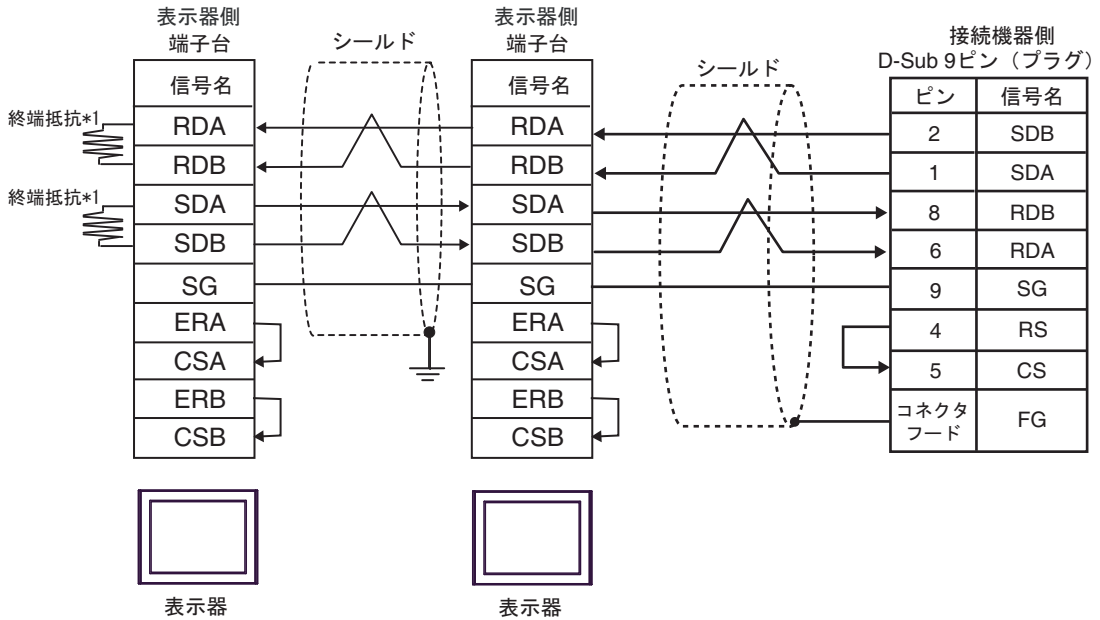 表示器側
端子台
信号名
RDA
RDB
SDA
SDB
SG
ERA
CSA
ERB
CSB
終端抵抗*1
終端抵抗*1
シールド
表示器
表示器側
端子台
信号名
RDA
RDB
SDA
SDB
SG
ERA
CSA
ERB
CSB
シールド
表示器
接続機器側
D-Sub 9ピン（プラグ）
ピン 信号名
2 SDB
1 SDA
8 RDB
6 RDA
9 SG
4 RS
5 CS
コネクタ
フード FG